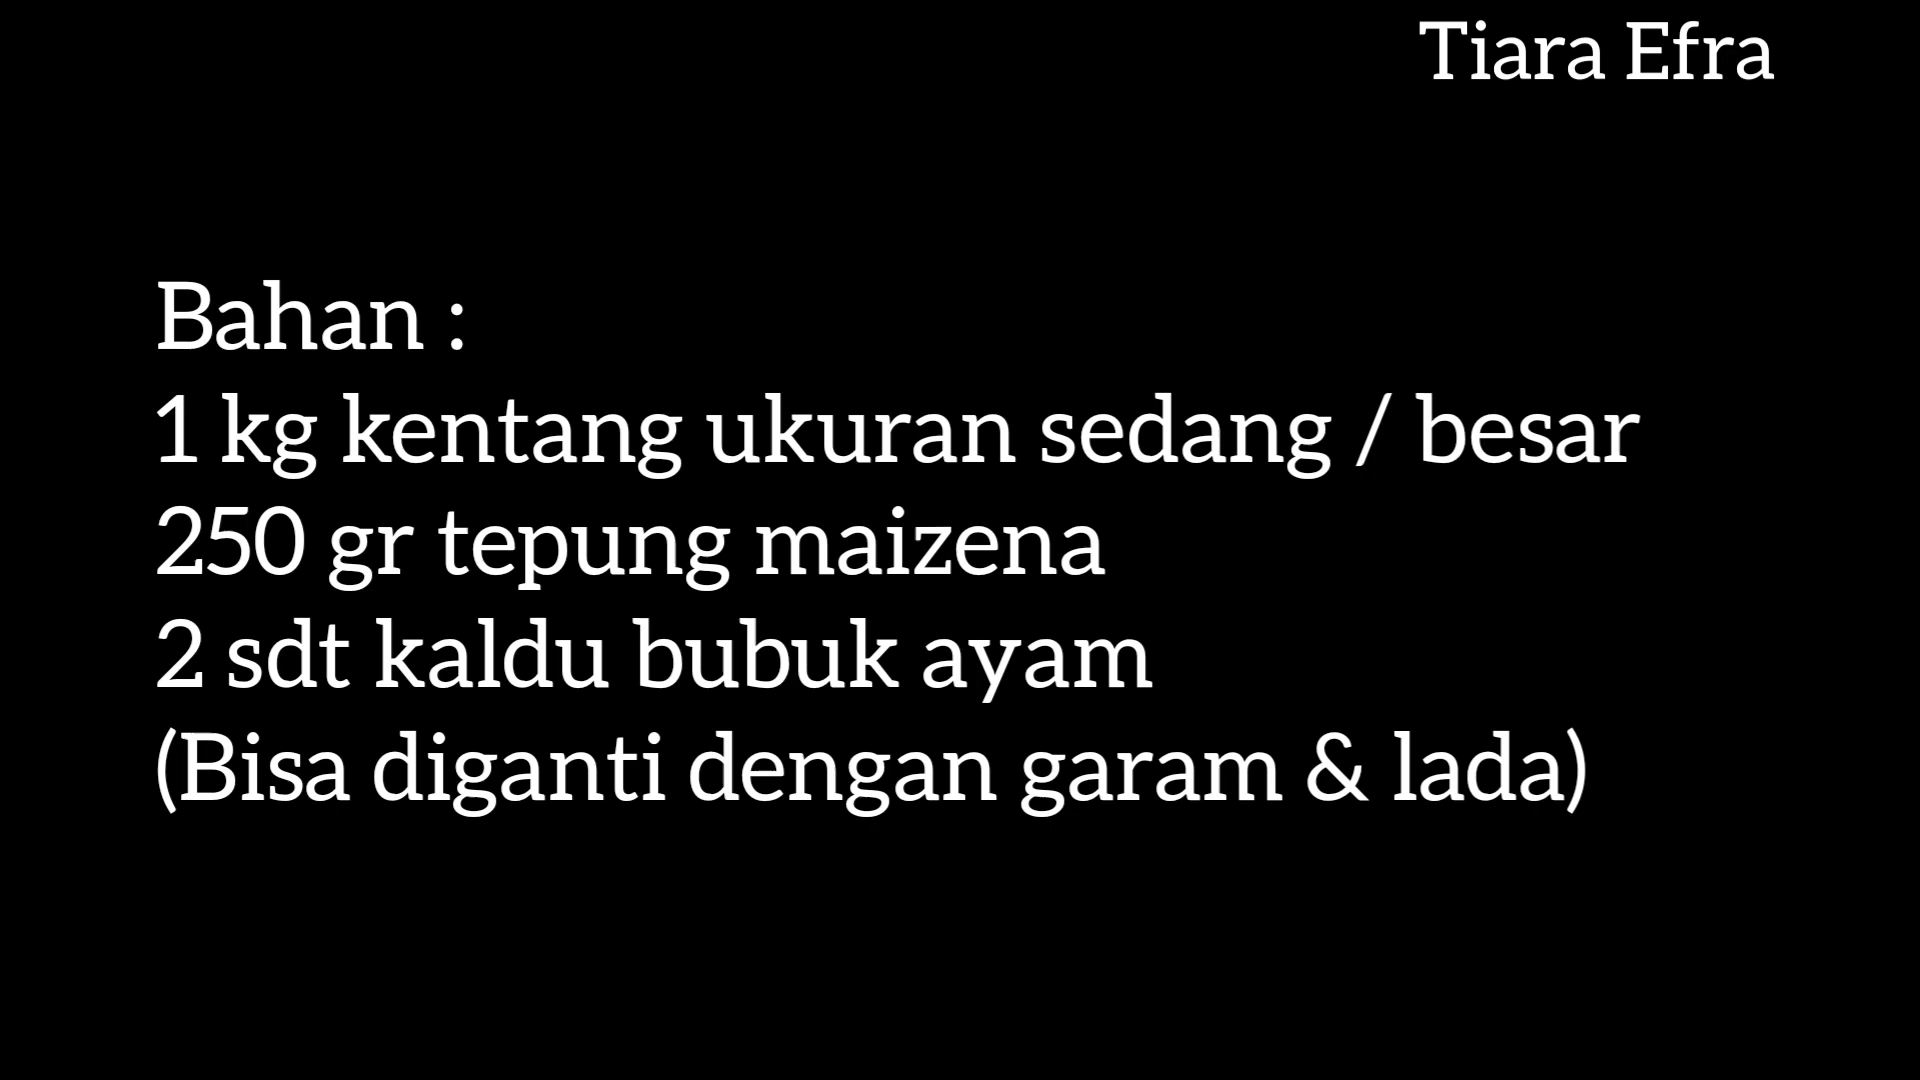 Tiara Efra
Bahan :
1 kg kentang ukuran sedang / besar
250 gr tepung maizena
2 sdt kaldu bubuk ayam
(Bisa diganti dengan garam & lada)